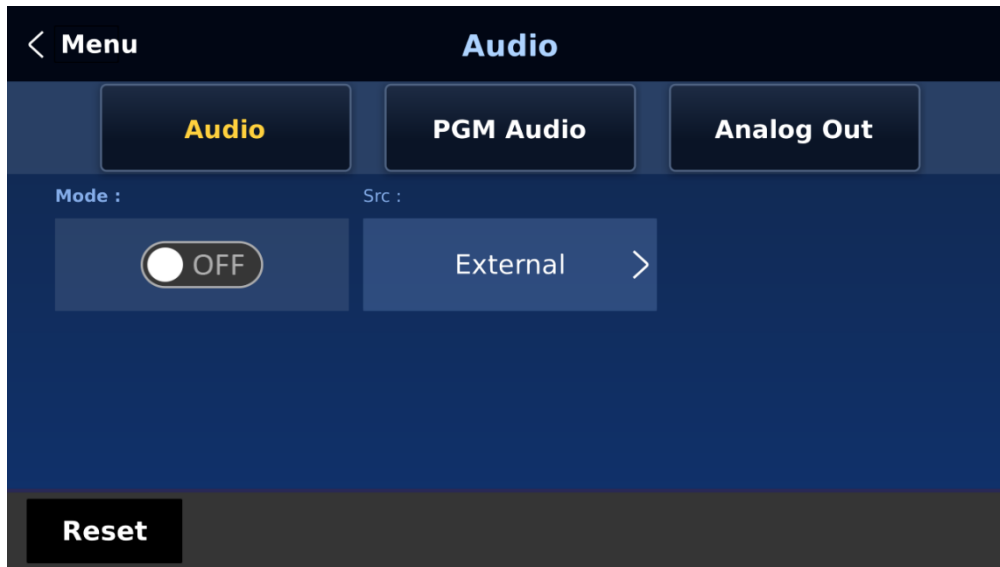 Menu
Audio
Audio PGM Audio Analog Out
Mode : Src :
OFF External
Reset